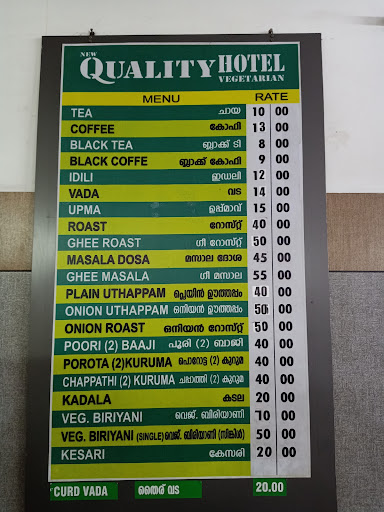 NEW
QUALITY HOTEL
VEGETARIAN
MENU RATE
TEA ചായ 10 00
COFFEE കോഫി 13 00
BLACK TEA ബ്ലാക്ക് ടി 8 00
BLACK COFFE ബ്ലാക്ക് കോഫി 9 00
IDILI ഇഡലി 12 00
VADA വട 14 00
UPMA ഉപ്പ്മാവ് 15 00
ROAST റോസ്റ്റ് 40 00
GHEE ROAST ഗീ റോസ്റ്റ് 50 00
MASALA DOSA മസാല ദോശ 45 00
GHEE MASALA ഗീ മസാല 55 00
PLAIN UTHAPPAM പ്ലെയിൻ ഊത്തപ്പം 40 00
ONION UTHAPPAM ഒനിയൻ ഊത്തപ്പം 50 00
ONION ROAST ഒനിയൻ റോസ്റ്റ് 50 00
POORI (2) BAAJI പൂരി (2) ബാജി 40 00
POROTA (2)KURUMA പൊറോട്ട (2) കുറുമ 40 00
CHAPPATHI (2) KURUMA ചപ്പാത്തി (2) കുറുമ 40 00
KADALA കടല 20 00
VEG. BIRIYANI വെജ്. ബിരിയാണി 70 00
VEG. BIRIYANI (SINGLE) വെജ്. ബിരിയാണി (സിങ്കിൾ) 50 00
KESARI കേസരി 20 00
CURD VADA തൈര് വട 20.00